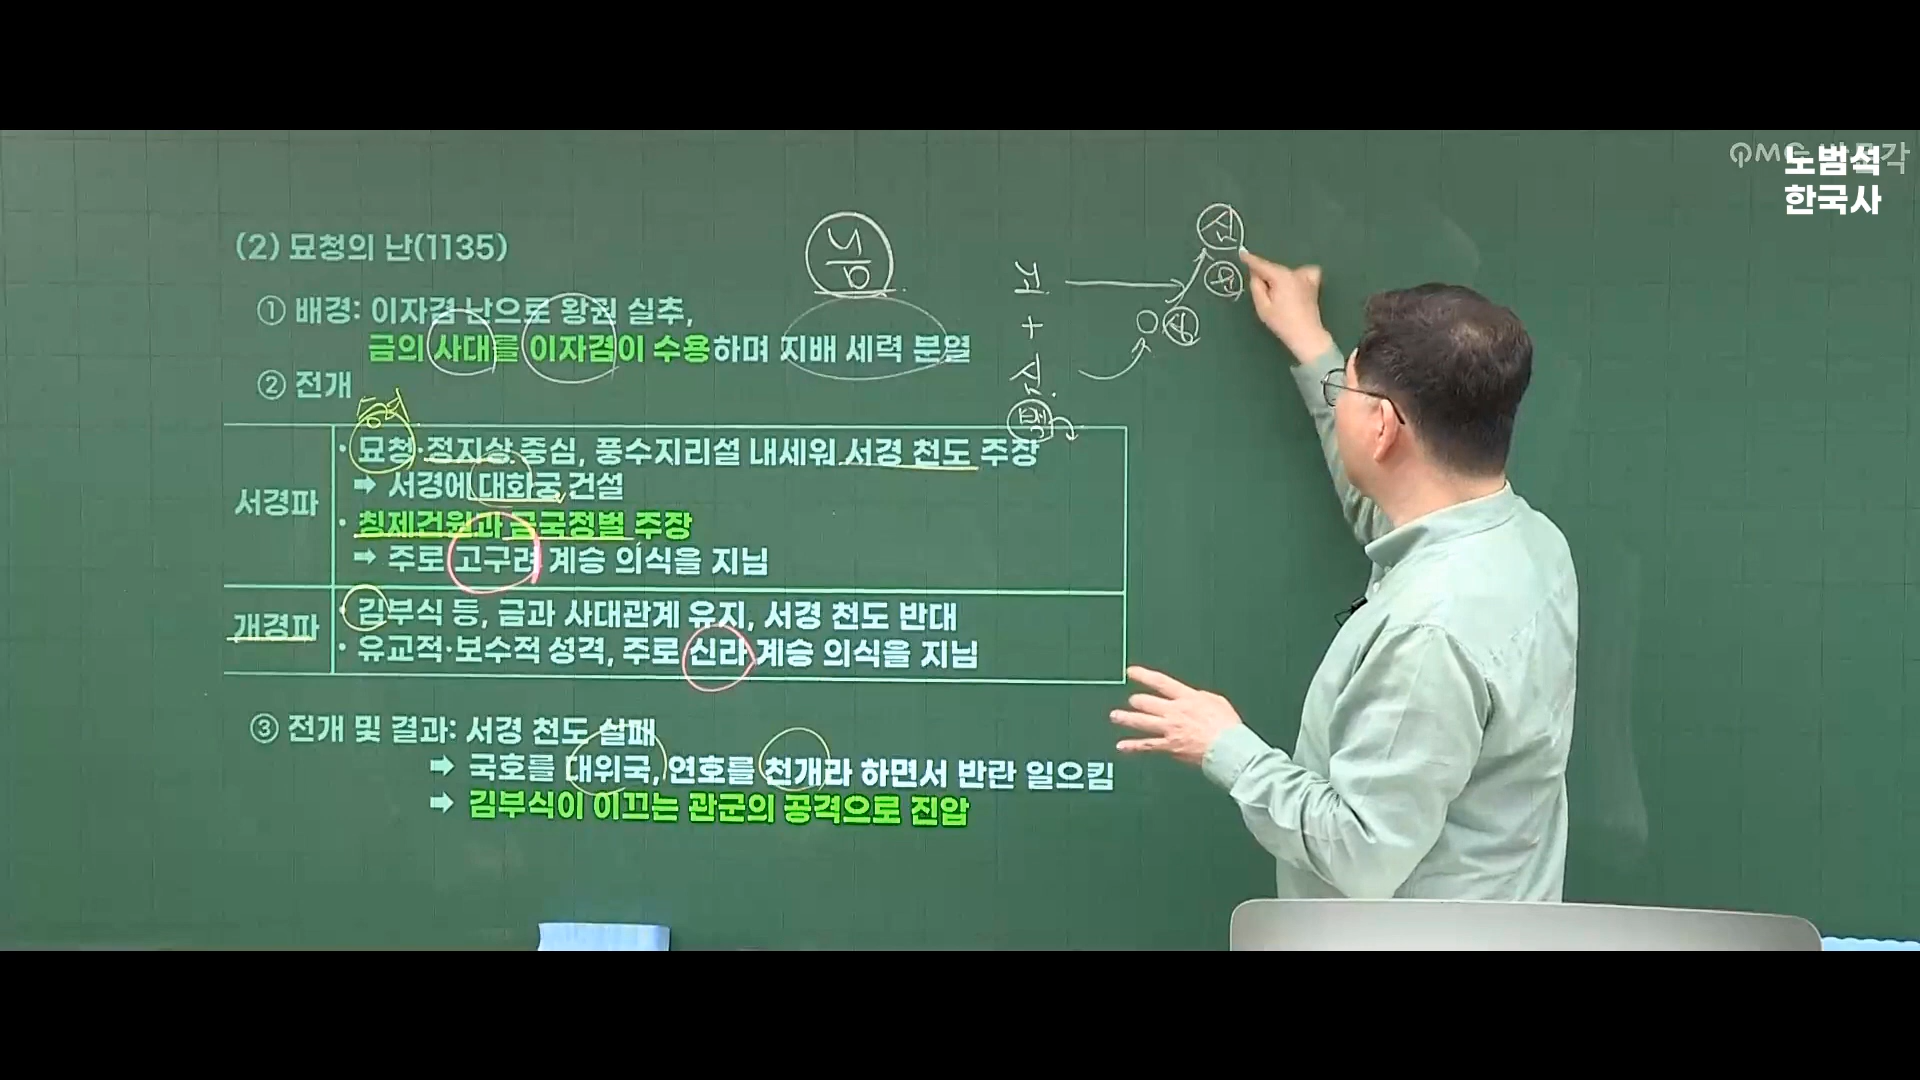 노범석
한국사
(2) 묘청의 난(1135)
① 배경: 이자겸 난으로 왕권 실추,
금의 사대를 이자겸이 수용하며 지배 세력 분열
② 전개
서경파
· 묘청·정지상 중심, 풍수지리설 내세워 서경 천도 주장
➡ 서경에 대화궁 건설
· 칭제건원과 금국정벌 주장
➡ 주로 고구려 계승 의식을 지님
개경파
· 김부식 등, 금과 사대관계 유지, 서경 천도 반대
· 유교적·보수적 성격, 주로 신라 계승 의식을 지님
③ 전개 및 결과: 서경 천도 실패
➡ 국호를 대위국, 연호를 천개라 하면서 반란 일으킴
➡ 김부식이 이끄는 관군의 공격으로 진압
고
+
신